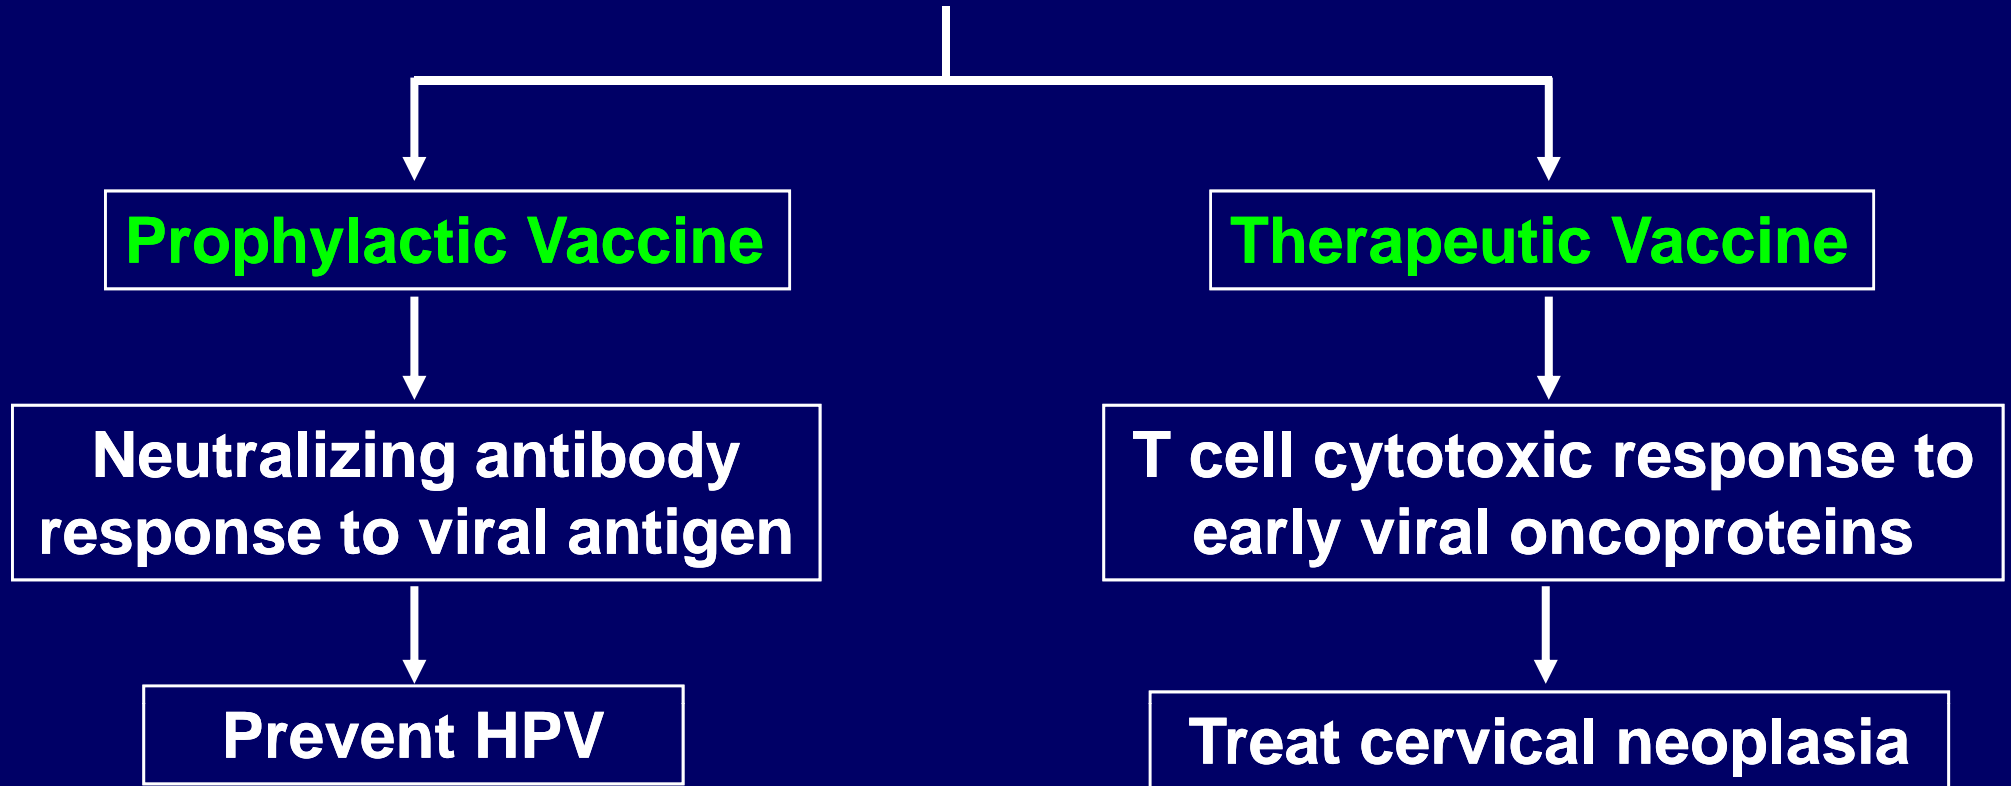 Prophylactic Vaccine
Therapeutic Vaccine
Neutralizing antibody
response to viral antigen
T cell cytotoxic response to
early viral oncoproteins
Prevent HPV
Treat cervical neoplasia